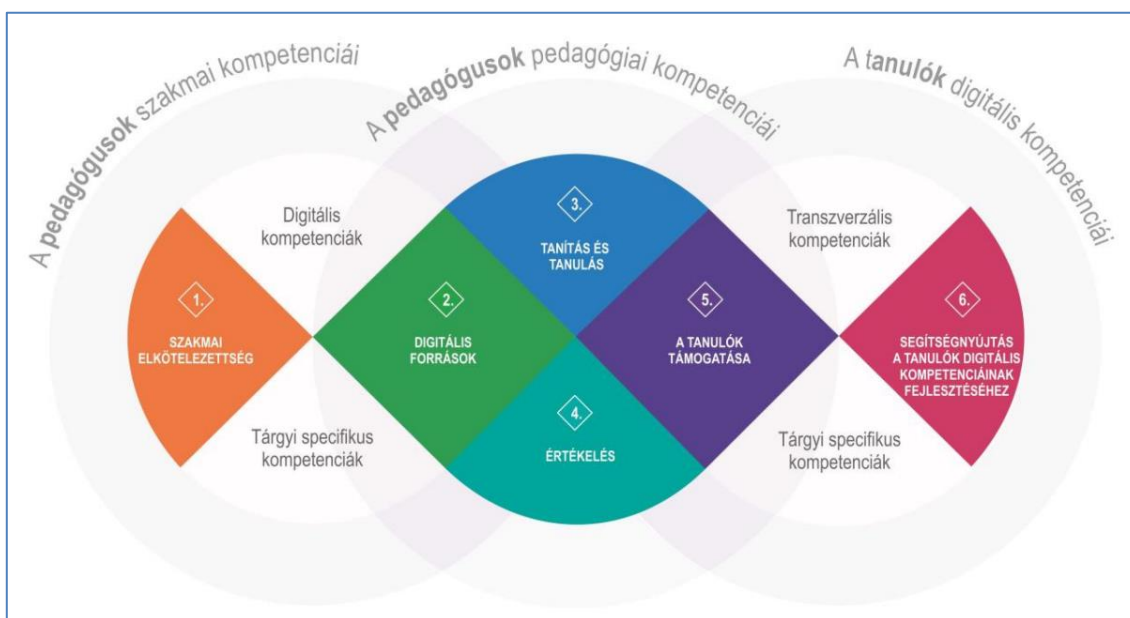 A pedagógusok szakmai kompetenciái
A pedagógusok pedagógiai kompetenciái
A tanulók digitális kompetenciái
Digitális
kompetenciák
Tárgyi specifikus
kompetenciák
Transzverzális
kompetenciák
Tárgyi specifikus
kompetenciák
1.
SZAKMAI
ELKÖTELEZETTSÉG
2.
DIGITÁLIS
FORRÁSOK
3.
TANÍTÁS ÉS
TANULÁS
4.
ÉRTÉKELÉS
5.
A TANULÓK
TÁMOGATÁSA
6.
SEGÍTSÉGNYÚJTÁS
A TANULÓK DIGITÁLIS
KOMPETENCIÁINAK
FEJLESZTÉSÉHEZ